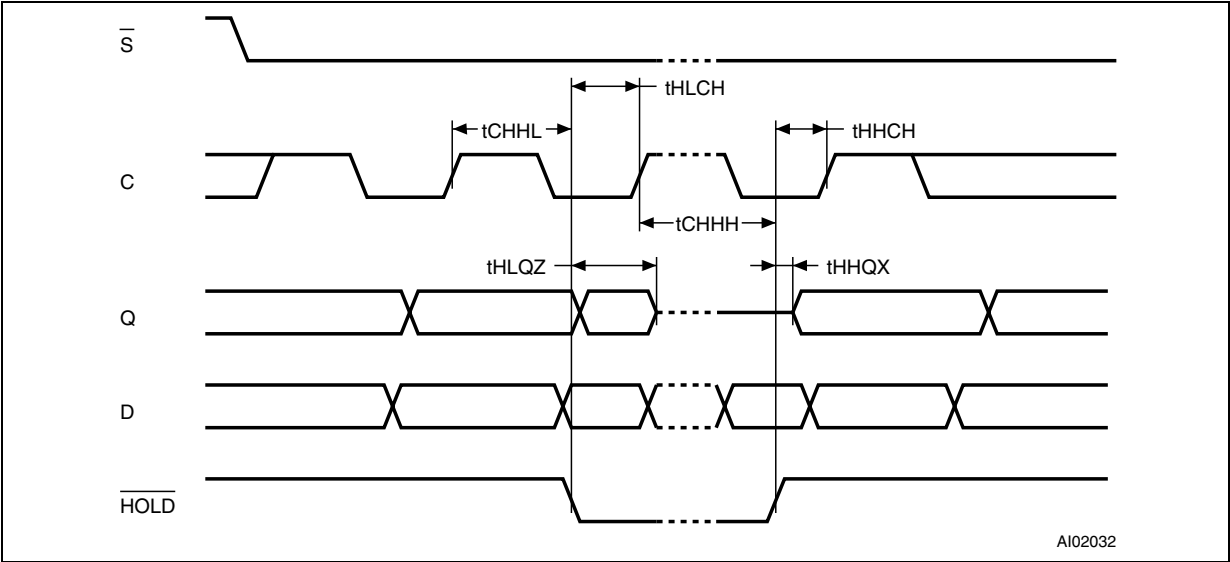 S
tHLCH
tCHHL
tHHCH
C
tCHHH
tHLQZ
tHHQX
Q
D
HOLD
AI02032